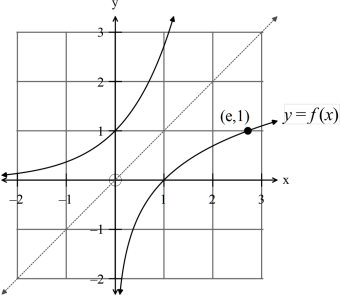 y
3
2
(e,1)
y = f(x)
1
x
–2
–1
1
2
3
–1
–2